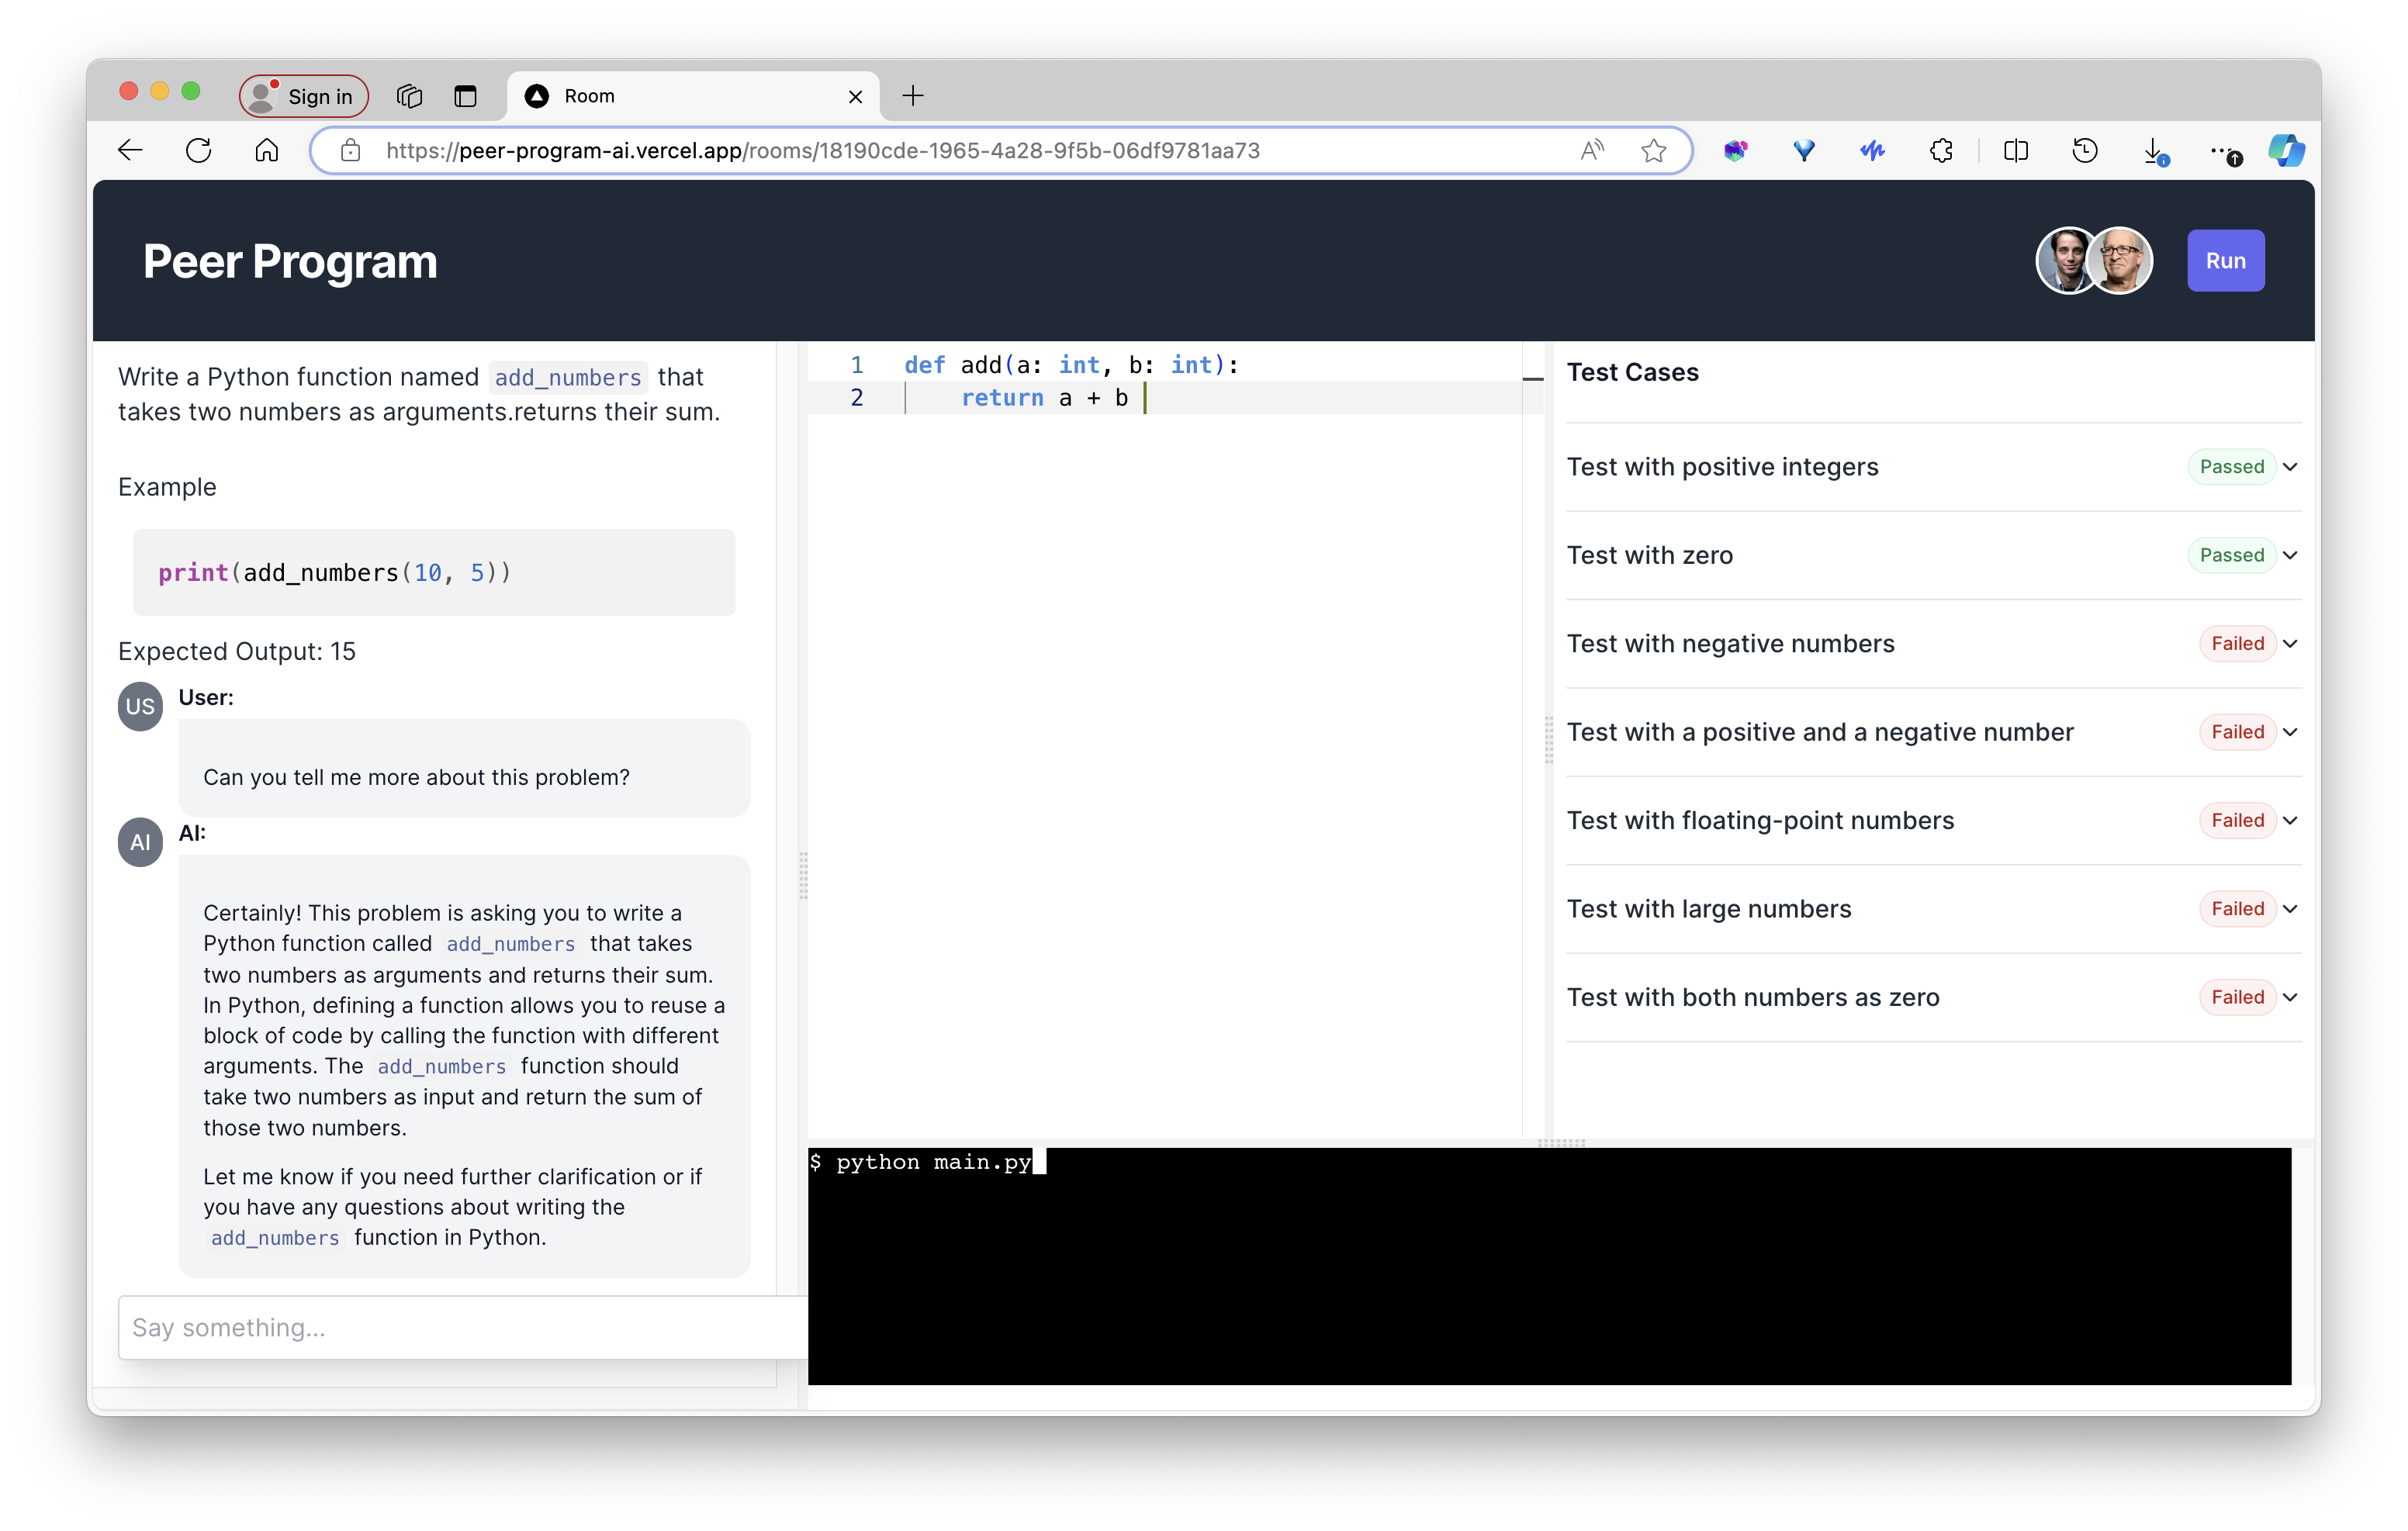 Sign in
Room
https://peer-program-ai.vercel.app/rooms/18190cde-1965-4a28-9f5b-06df9781aa73
Peer Program
Run
Write a Python function named add_numbers that
takes two numbers as arguments.returns their sum.
Example
print(add_numbers(10, 5))
Expected Output: 15
US
User:
Can you tell me more about this problem?
AI
AI:
Certainly! This problem is asking you to write a
Python function called add_numbers that takes
two numbers as arguments and returns their sum.
In Python, defining a function allows you to reuse a
block of code by calling the function with different
arguments. The add_numbers function should
take two numbers as input and return the sum of
those two numbers.
Let me know if you need further clarification or if
you have any questions about writing the
add_numbers function in Python.
Say something...
1 def add(a: int, b: int):
2 return a + b
$ python main.py
Test Cases
Test with positive integers Passed
Test with zero Passed
Test with negative numbers Failed
Test with a positive and a negative number Failed
Test with floating-point numbers Failed
Test with large numbers Failed
Test with both numbers as zero Failed